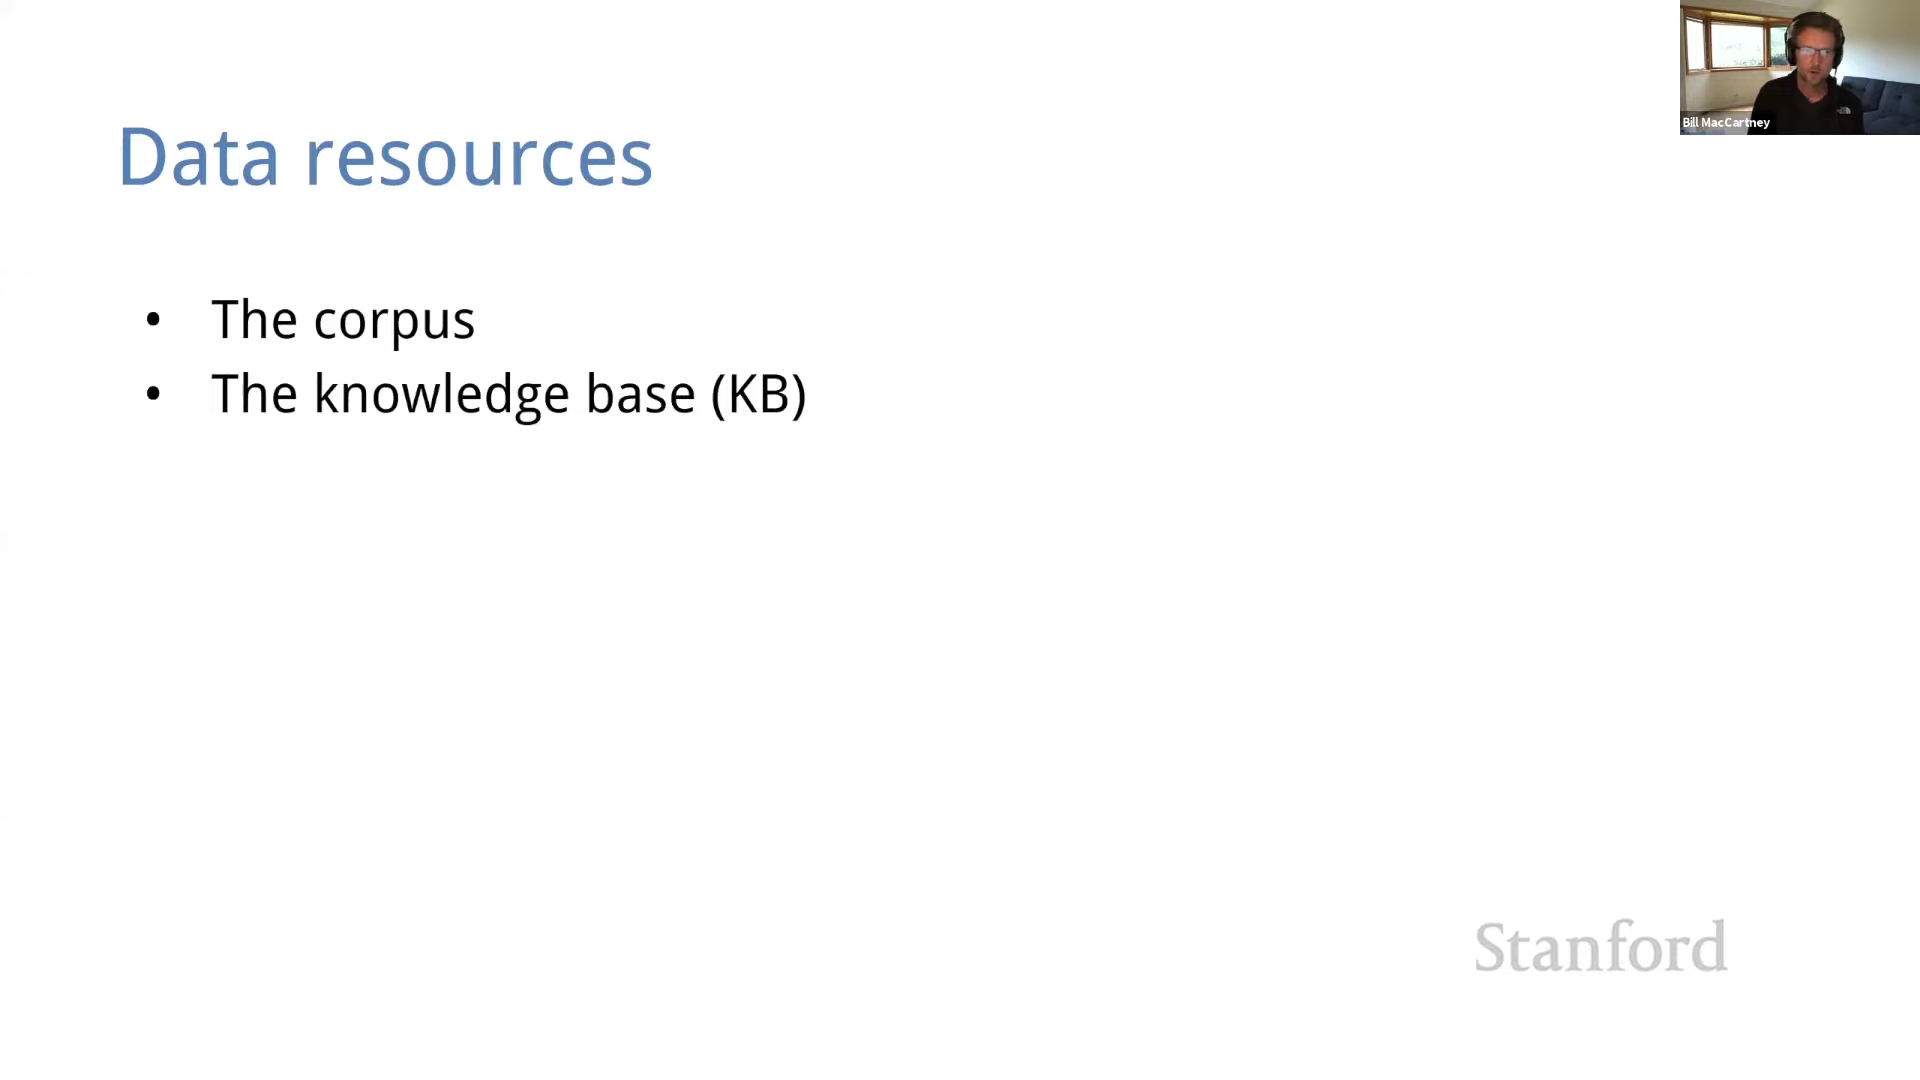 Bill MacCartney
Data resources
• The corpus
• The knowledge base (KB)
Stanford